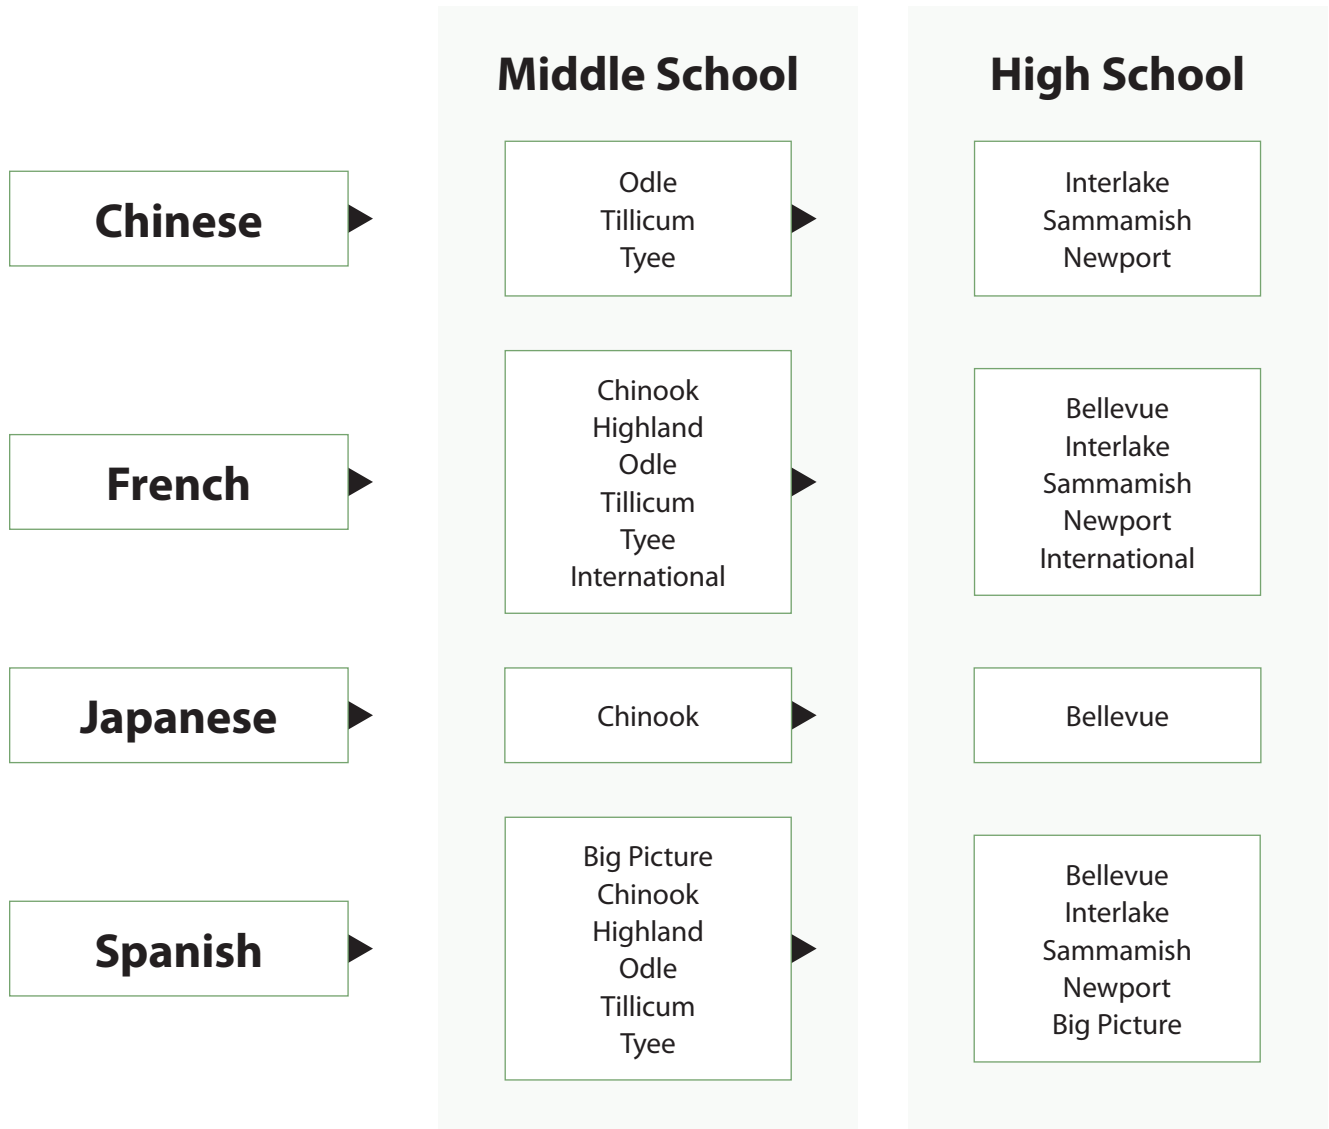 Middle School
High School
Chinese
Odle
Tillicum
Tyee
Interlake
Sammamish
Newport
French
Chinook
Highland
Odle
Tillicum
Tyee
International
Bellevue
Interlake
Sammamish
Newport
International
Japanese
Chinook
Bellevue
Spanish
Big Picture
Chinook
Highland
Odle
Tillicum
Tyee
Bellevue
Interlake
Sammamish
Newport
Big Picture